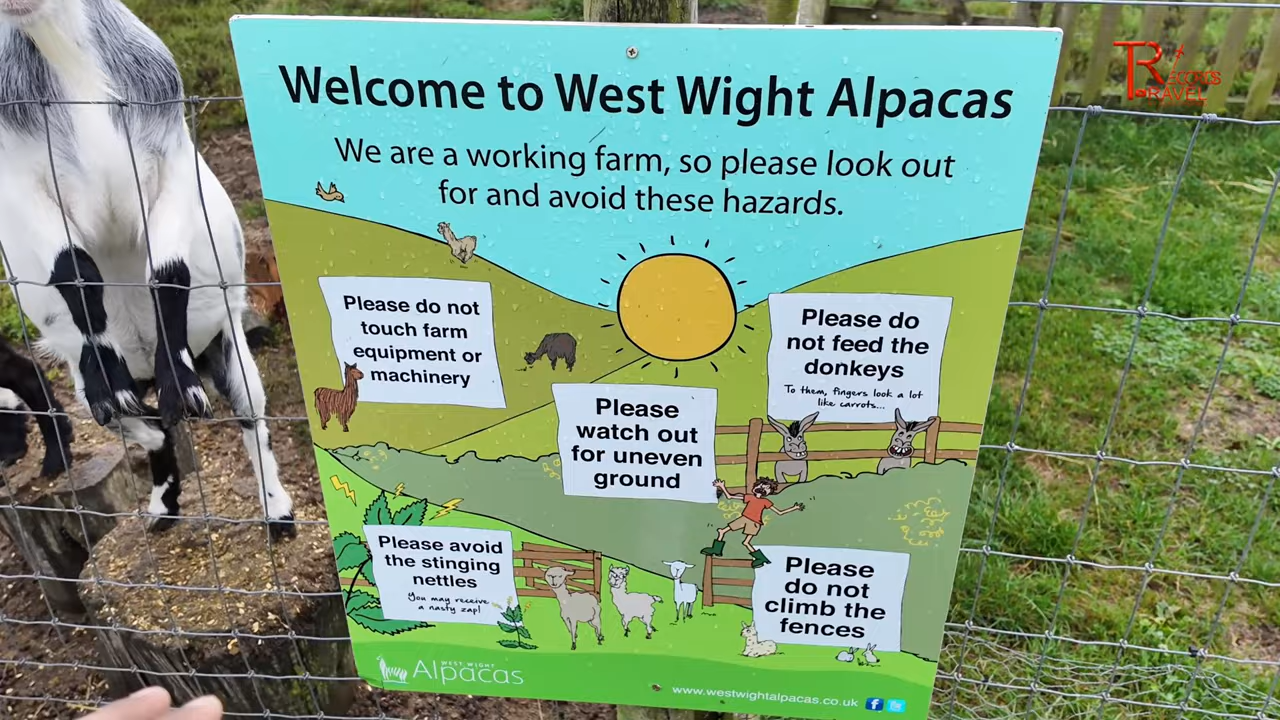 Welcome to West Wight Alpacas
We are a working farm, so please look out
for and avoid these hazards.
Please do not
touch farm
equipment or
machinery
Please do
not feed the
donkeys
To them, fingers look a lot
like carrots...
Please
watch out
for uneven
ground
Please avoid
the stinging
nettles
You may receive
a nasty zap!
Please
do not
climb the
fences
WEST WIGHT
Alpacas
www.westwightalpacas.co.uk
RECCOY'S
TRAVEL